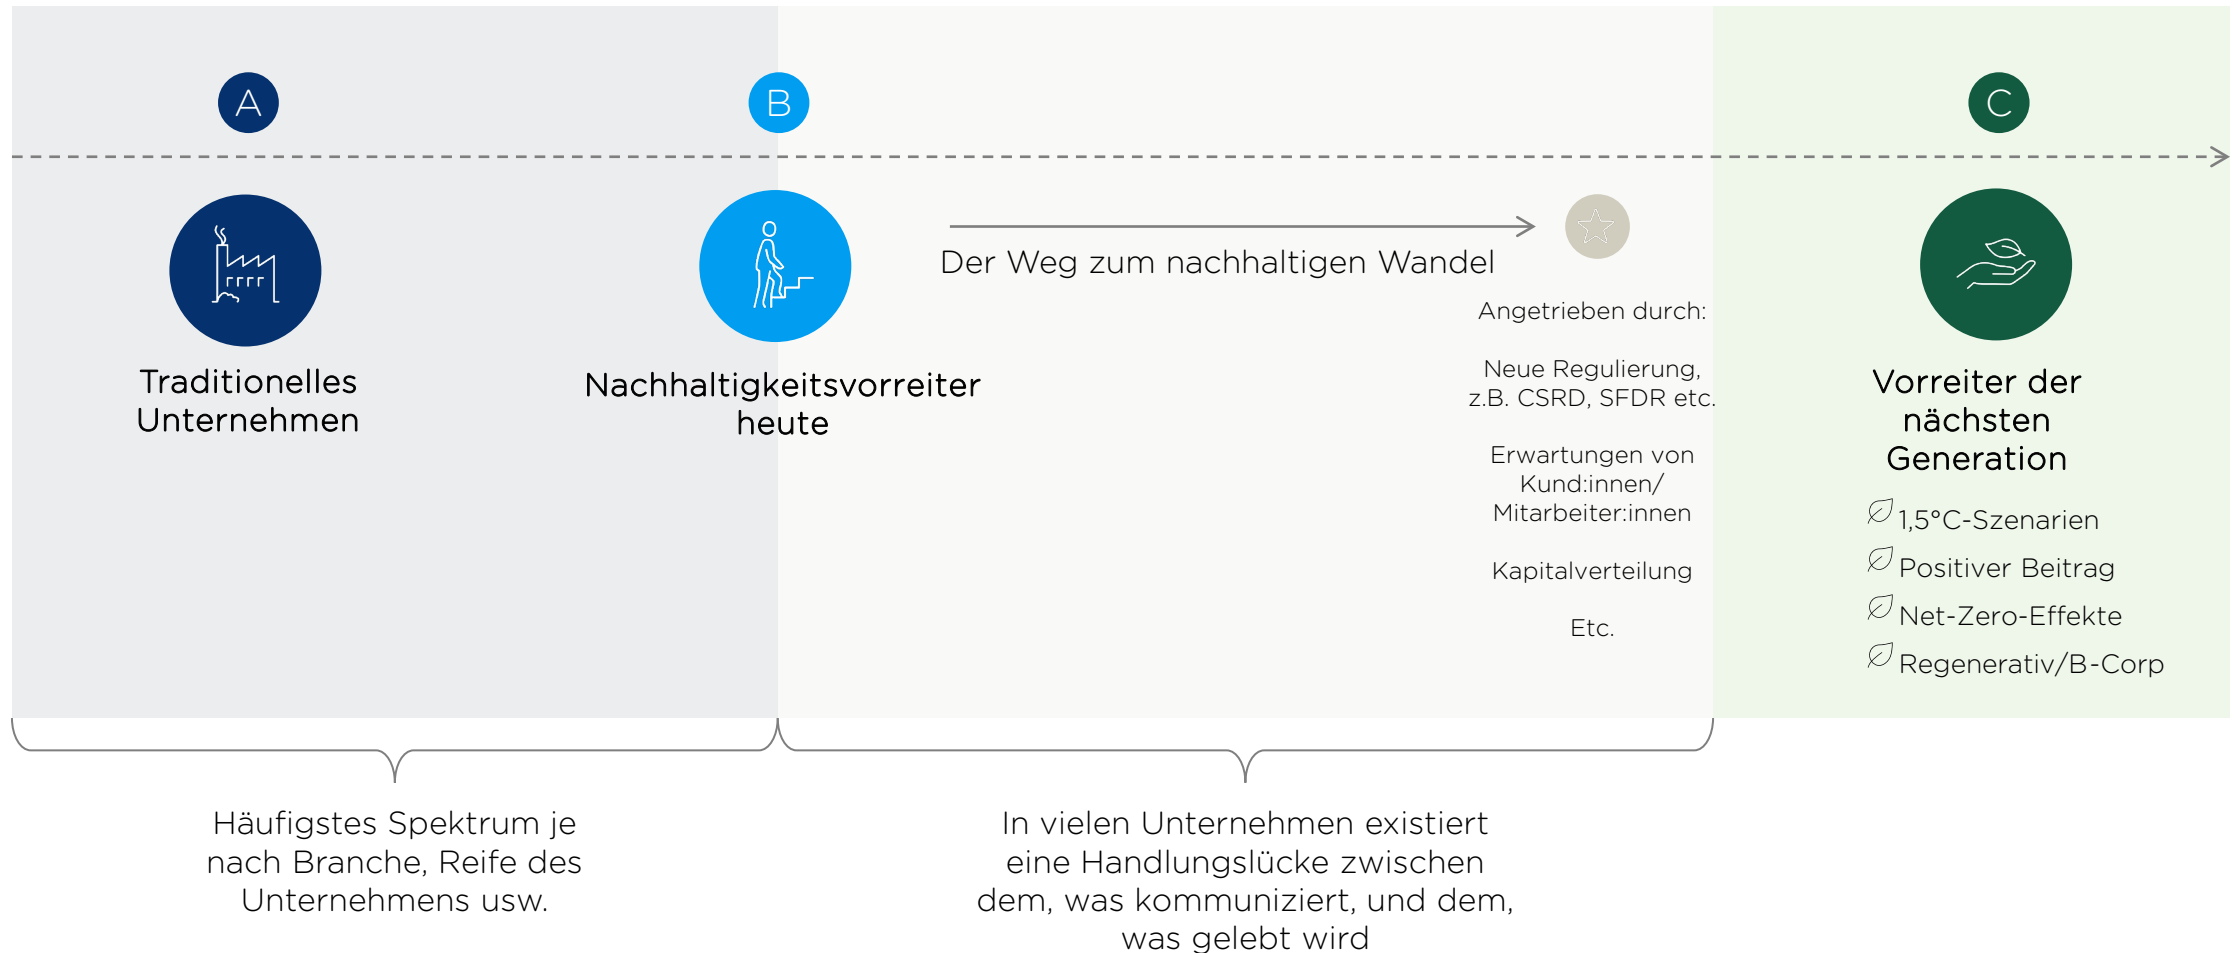 A
B
C
Traditionelles
Unternehmen
Nachhaltigkeitsvorreiter
heute
Der Weg zum nachhaltigen Wandel
Angetrieben durch:
Neue Regulierung,
z.B. CSRD, SFDR etc.
Erwartungen von
Kund:innen/
Mitarbeiter:innen
Kapitalverteilung
Etc.
Vorreiter der
nächsten
Generation
1,5°C-Szenarien
Positiver Beitrag
Net-Zero-Effekte
Regenerativ/B-Corp
Häufigstes Spektrum je
nach Branche, Reife des
Unternehmens usw.
In vielen Unternehmen existiert
eine Handlungslücke zwischen
dem, was kommuniziert, und dem,
was gelebt wird